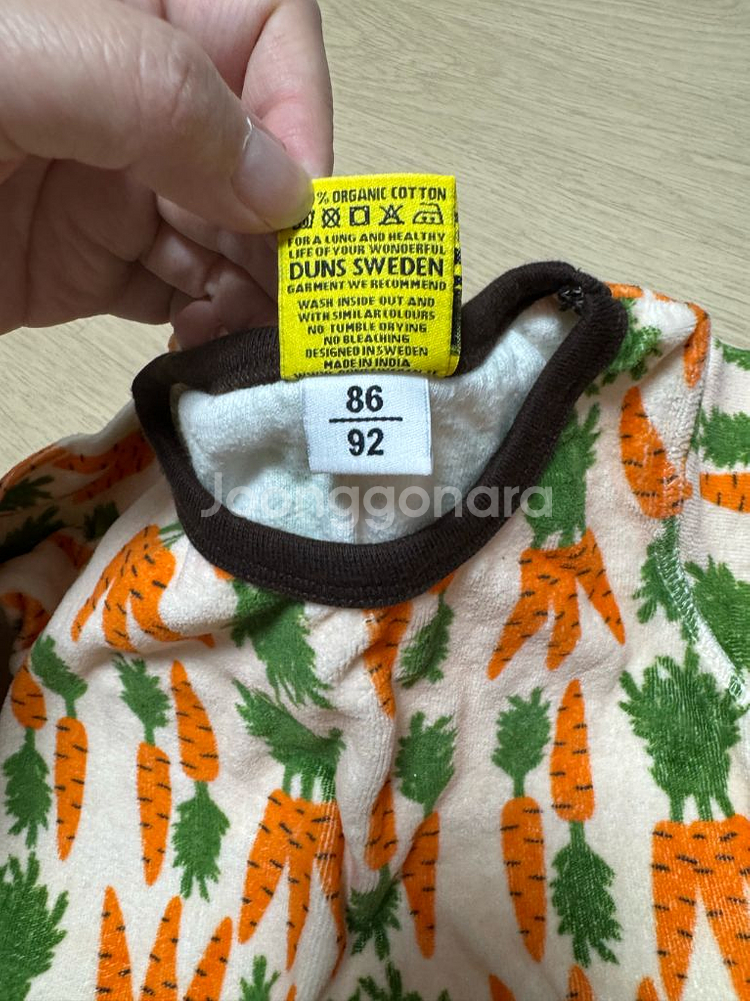 % ORGANIC COTTON
FOR A LONG AND HEALTHY
LIFE OF YOUR WONDERFUL
DUNS SWEDEN
GARMENT WE RECOMMEND
WASH INSIDE OUT AND
WITH SIMILAR COLOURS
NO TUMBLE DRYING
NO BLEACHING
DESIGNED IN SWEDEN
MADE IN INDIA
86
92
Joonggonara